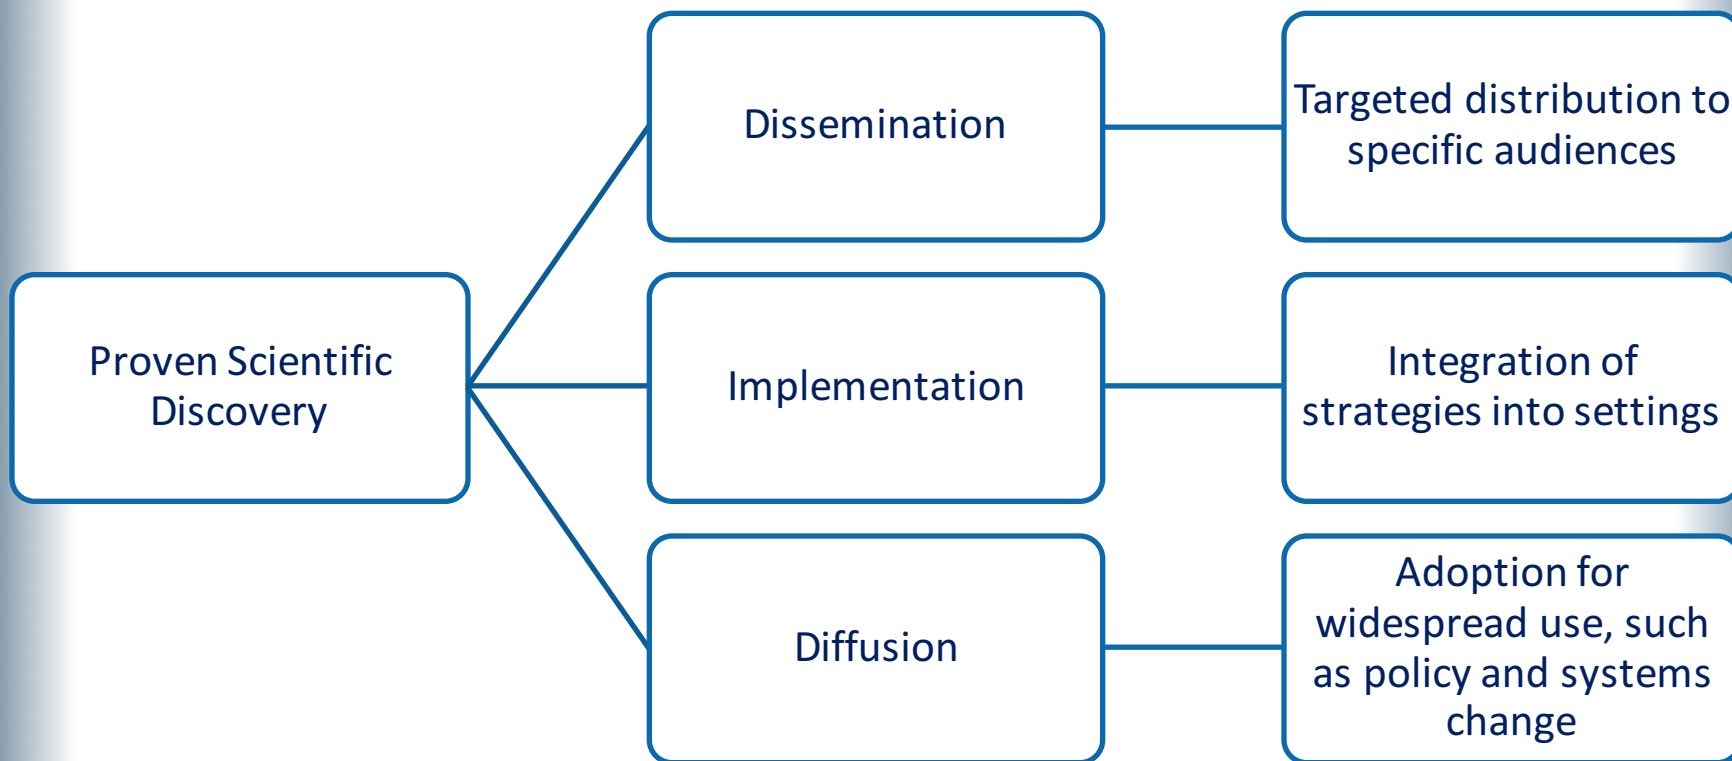 Dissemination
Targeted distribution to
specific audiences
Proven Scientific
Discovery
Implementation
Integration of
strategies into settings
Diffusion
Adoption for
widespread use, such
as policy and systems
change